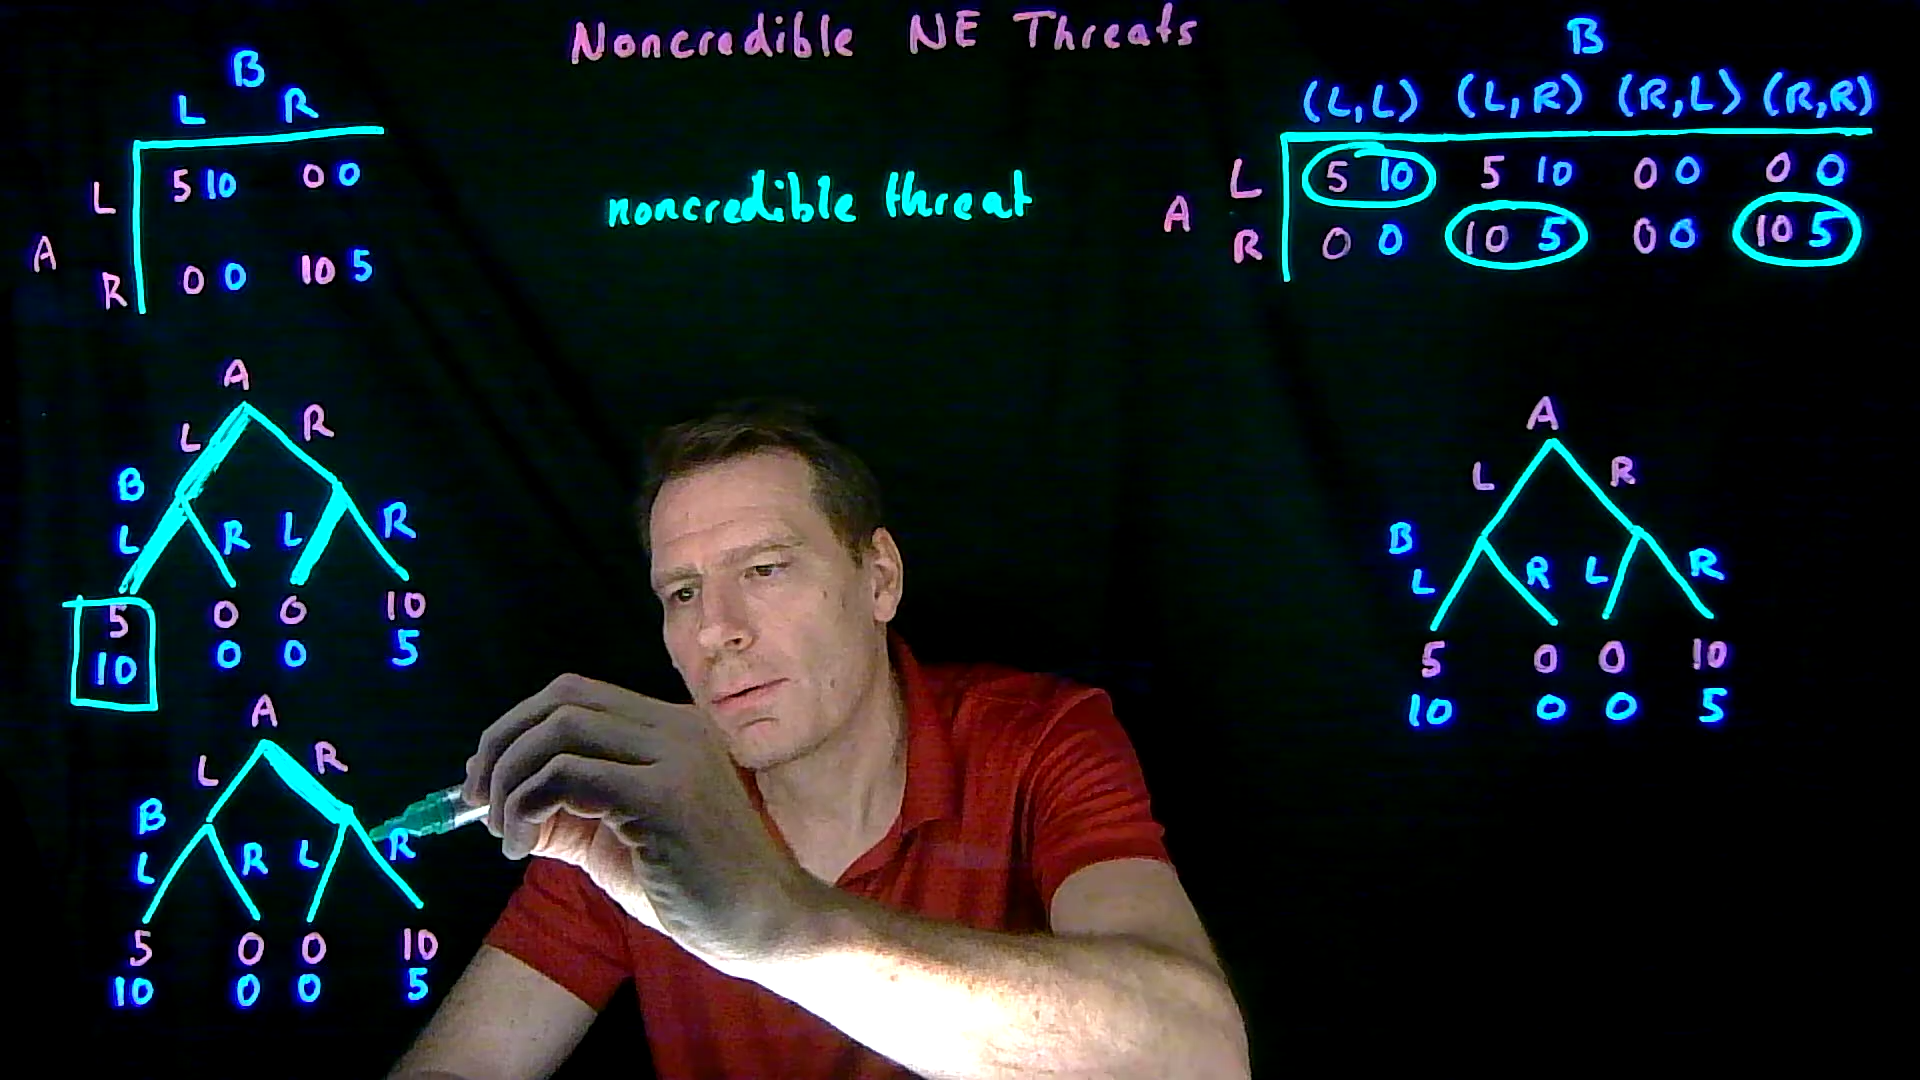 Noncredible NE Threats
B
L R
A
L 5 10 0 0
R 0 0 10 5
noncredible threat
B
(L,L) (L,R) (R,L) (R,R)
A
L 5 10 5 10 0 0 0 0
R 0 0 10 5 0 0 10 5
A
L R
B
L R L R
5 0 0 10
10 0 0 5
A
L R
B
L R L R
5 0 0 10
10 0 0 5
A
L R
B
L R L R
5 0 0 10
10 0 0 5